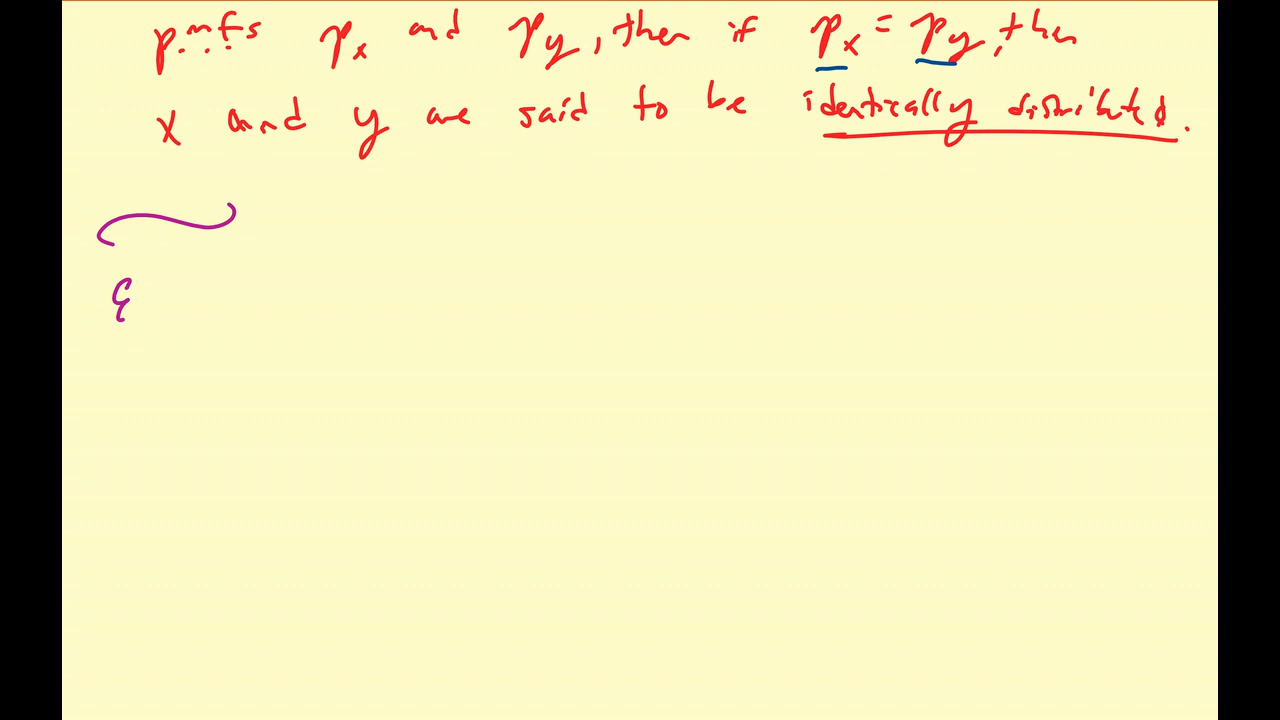 p.m.f.s p_x and p_y, then if p_x = p_y, then
x and y are said to be identically distributed.